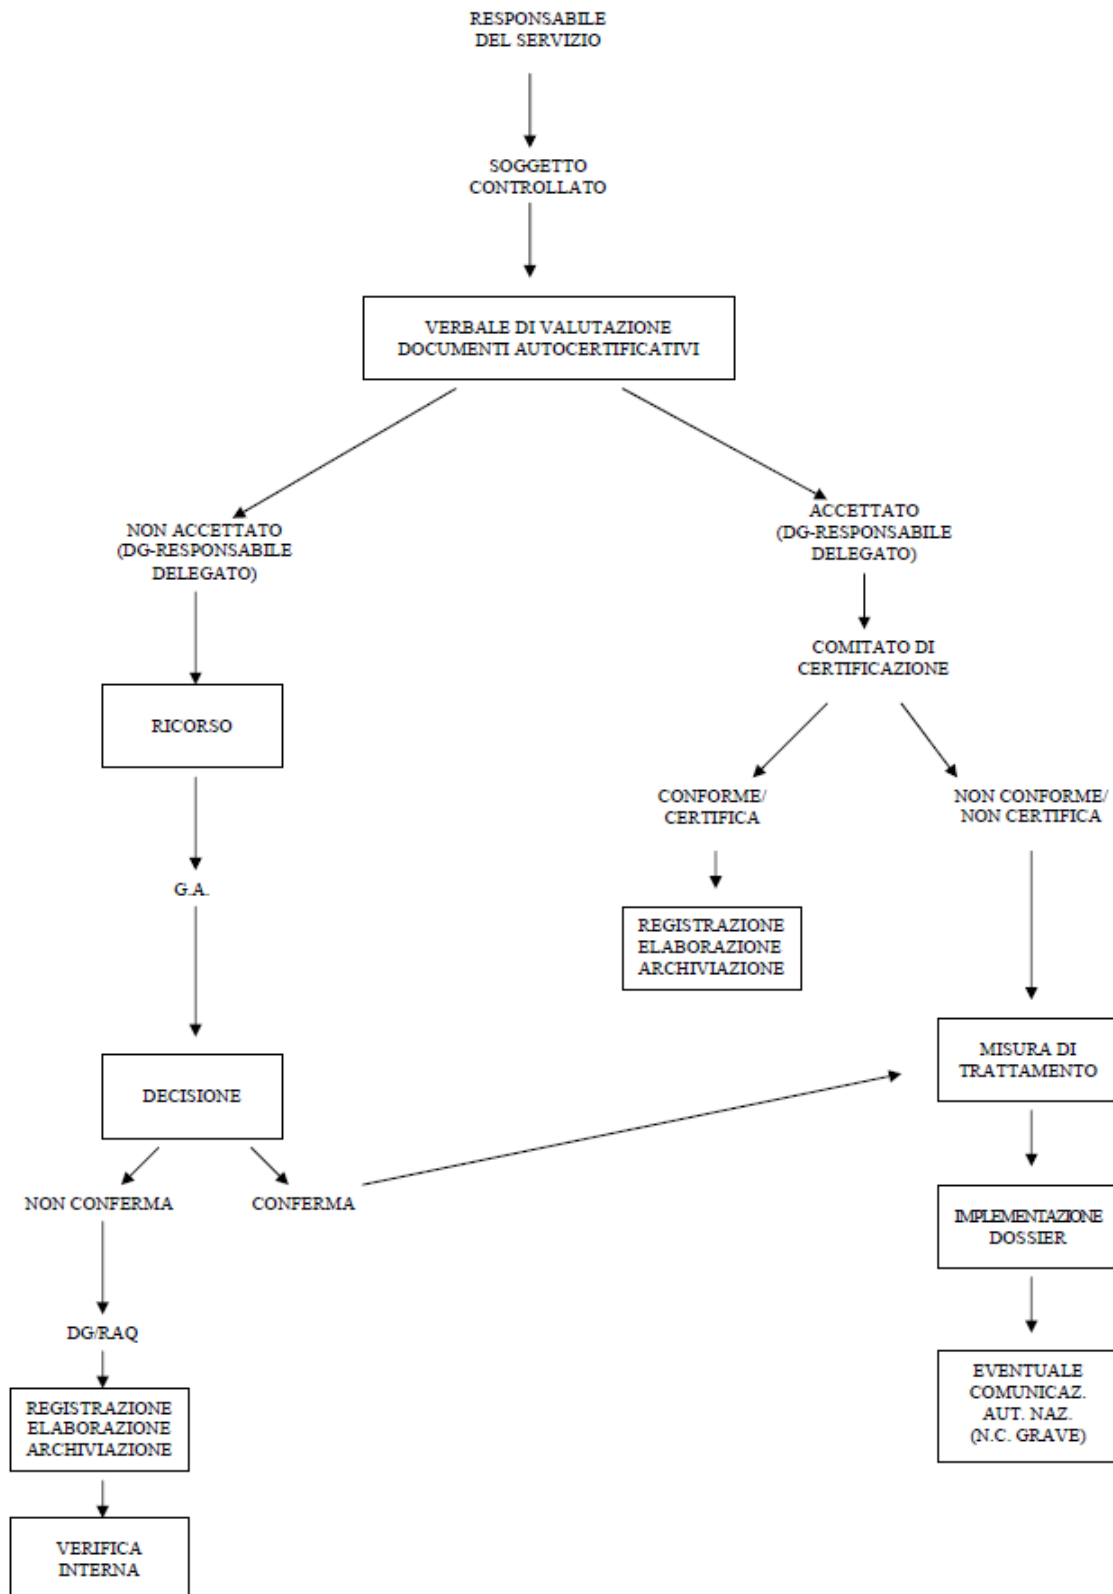 RESPONSABILE
DEL SERVIZIO
SOGGETTO
CONTROLLATO
VERBALE DI VALUTAZIONE
DOCUMENTI AUTOCERTIFICATIVI
NON ACCETTATO
(DG-RESPONSABILE
DELEGATO)
ACCETTATO
(DG-RESPONSABILE
DELEGATO)
COMITATO DI
CERTIFICAZIONE
RICORSO
CONFORME/
CERTIFICA
NON CONFORME/
NON CERTIFICA
G.A.
REGISTRAZIONE
ELABORAZIONE
ARCHIVIAZIONE
MISURA DI
TRATTAMENTO
DECISIONE
NON CONFERMA
CONFERMA
IMPLEMENTAZIONE
DOSSIER
DG/RAQ
REGISTRAZIONE
ELABORAZIONE
ARCHIVIAZIONE
EVENTUALE
COMUNICAZ.
AUT. NAZ.
(N.C. GRAVE)
VERIFICA
INTERNA